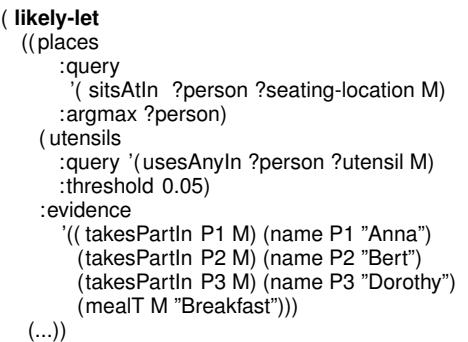 ( likely-let
((places
:query
'( sitsAtIn ?person ?seating-location M)
:argmax ?person)
(utensils
:query '(usesAnyIn ?person ?utensil M)
:threshold 0.05)
:evidence
'(( takesPartIn P1 M) (name P1 ”Anna”)
(takesPartIn P2 M) (name P2 ”Bert”)
(takesPartIn P3 M) (name P3 ”Dorothy”)
(mealT M ”Breakfast”)))
(...))